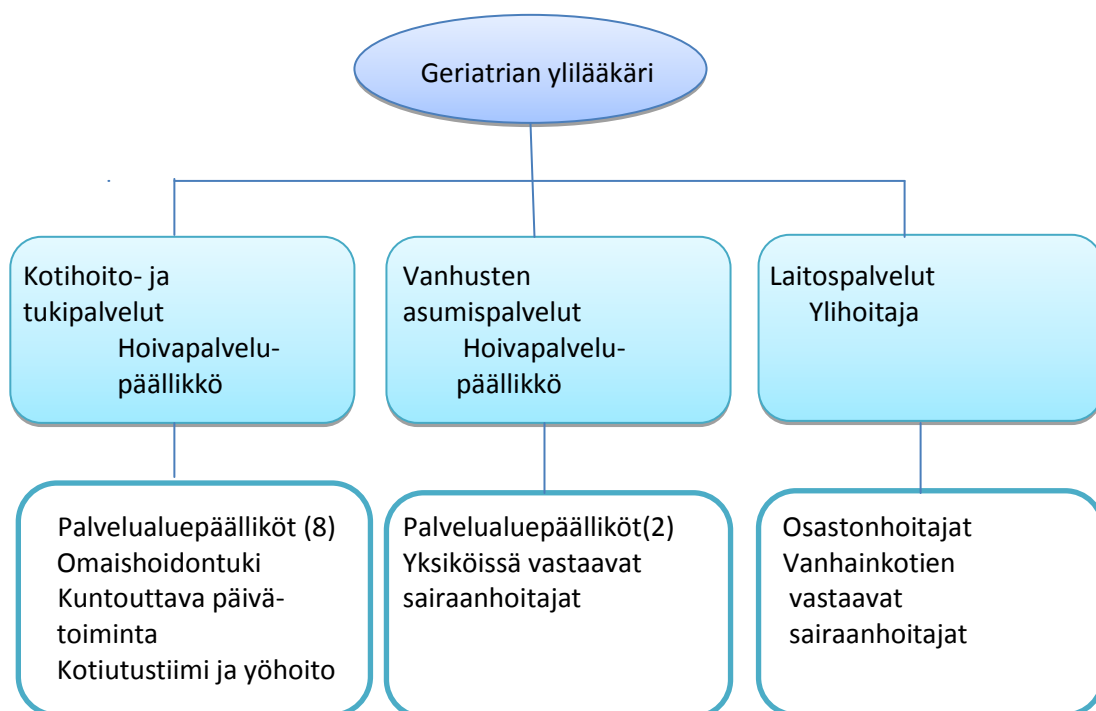 Geriatrian ylilääkäri
Kotihoito- ja
tukipalvelut
Hoivapalvelu-
päällikkö
Vanhusten
asumispalvelut
Hoivapalvelu-
päällikkö
Laitospalvelut
Ylihoitaja
Palvelualuepäälliköt (8)
Omaishoidontuki
Kuntouttava päivä-
toiminta
Kotiutustiimi ja yöhoito
Palvelualuepäälliköt(2)
Yksiköissä vastaavat
sairaanhoitajat
Osastonhoitajat
Vanhainkotien
vastaavat
sairaanhoitajat